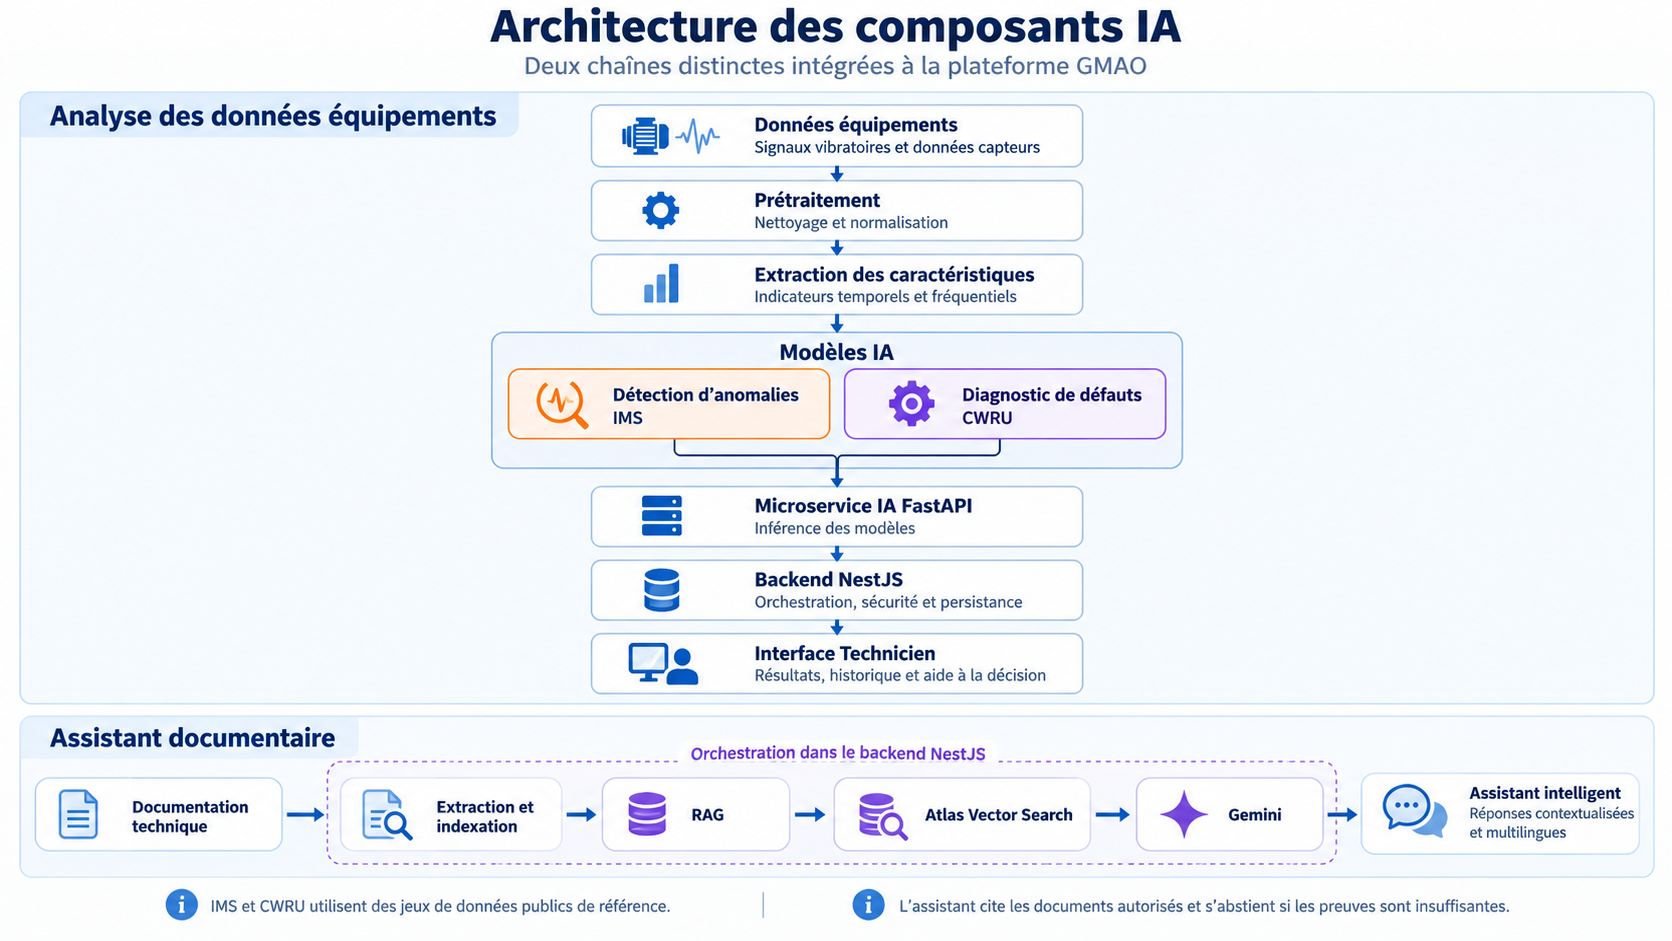 Architecture des composants IA
Deux chaînes distinctes intégrées à la plateforme GMAO
Analyse des données équipements
Données équipements
Signaux vibratoires et données capteurs
Prétraitement
Nettoyage et normalisation
Extraction des caractéristiques
Indicateurs temporels et fréquentiels
Modèles IA
Détection d’anomalies
IMS
Diagnostic de défauts
CWRU
Microservice IA FastAPI
Inférence des modèles
Backend NestJS
Orchestration, sécurité et persistance
Interface Technicien
Résultats, historique et aide à la décision
Assistant documentaire
Orchestration dans le backend NestJS
Documentation
technique
Extraction et
indexation
RAG
Atlas Vector Search
Gemini
Assistant intelligent
Réponses contextualisées
et multilingues
IMS et CWRU utilisent des jeux de données publics de référence.
L’assistant cite les documents autorisés et s’abstient si les preuves sont insuffisantes.